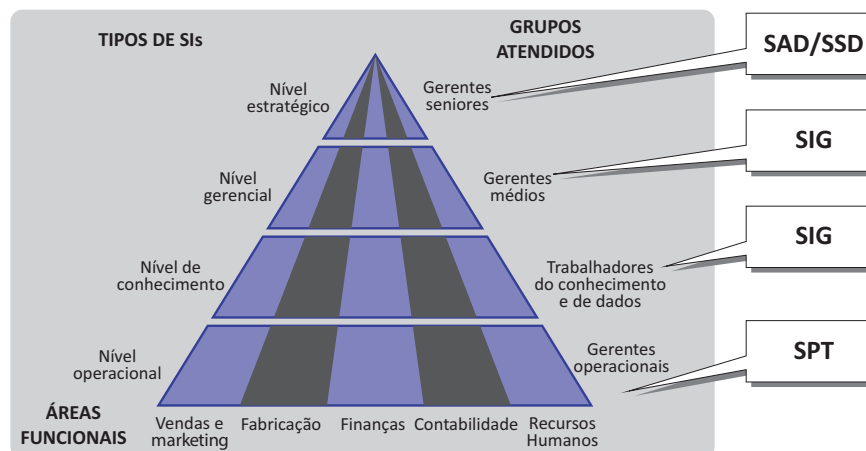 TIPOS DE SIs
GRUPOS
ATENDIDOS
SAD/SSD
Nível
estratégico
Gerentes
seniores
SIG
Nível
gerencial
Gerentes
médios
SIG
Nível de
conhecimento
Trabalhadores
do conhecimento
e de dados
SPT
Nível
operacional
Gerentes
operacionais
ÁREAS
FUNCIONAIS
Vendas e
marketing
Fabricação
Finanças
Contabilidade
Recursos
Humanos